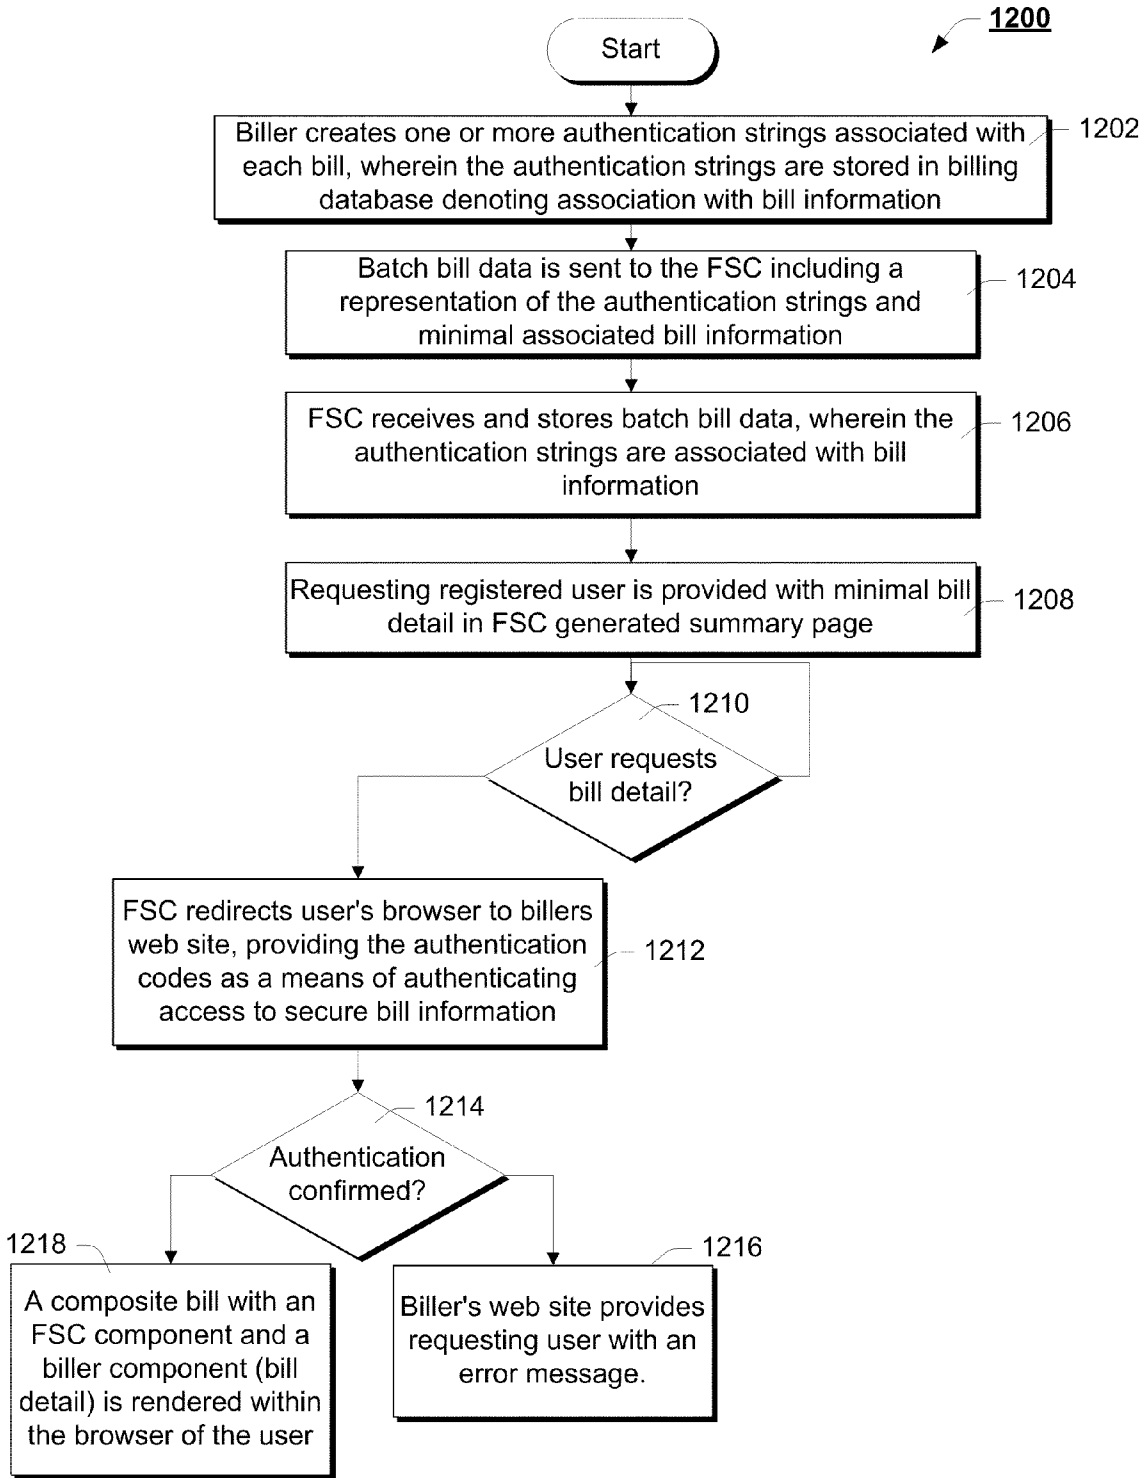 1200
Start
Biller creates one or more authentication strings associated with
each bill, wherein the authentication strings are stored in billing
database denoting association with bill information
1202
Batch bill data is sent to the FSC including a
representation of the authentication strings and
minimal associated bill information
1204
FSC receives and stores batch bill data, wherein the
authentication strings are associated with bill
information
1206
Requesting registered user is provided with minimal bill
detail in FSC generated summary page
1208
1210
User requests
bill detail?
FSC redirects user's browser to billers
web site, providing the authentication
codes as a means of authenticating
access to secure bill information
1212
1214
Authentication
confirmed?
1218
A composite bill with an
FSC component and a
biller component (bill
detail) is rendered within
the browser of the user
1216
Biller's web site provides
requesting user with an
error message.